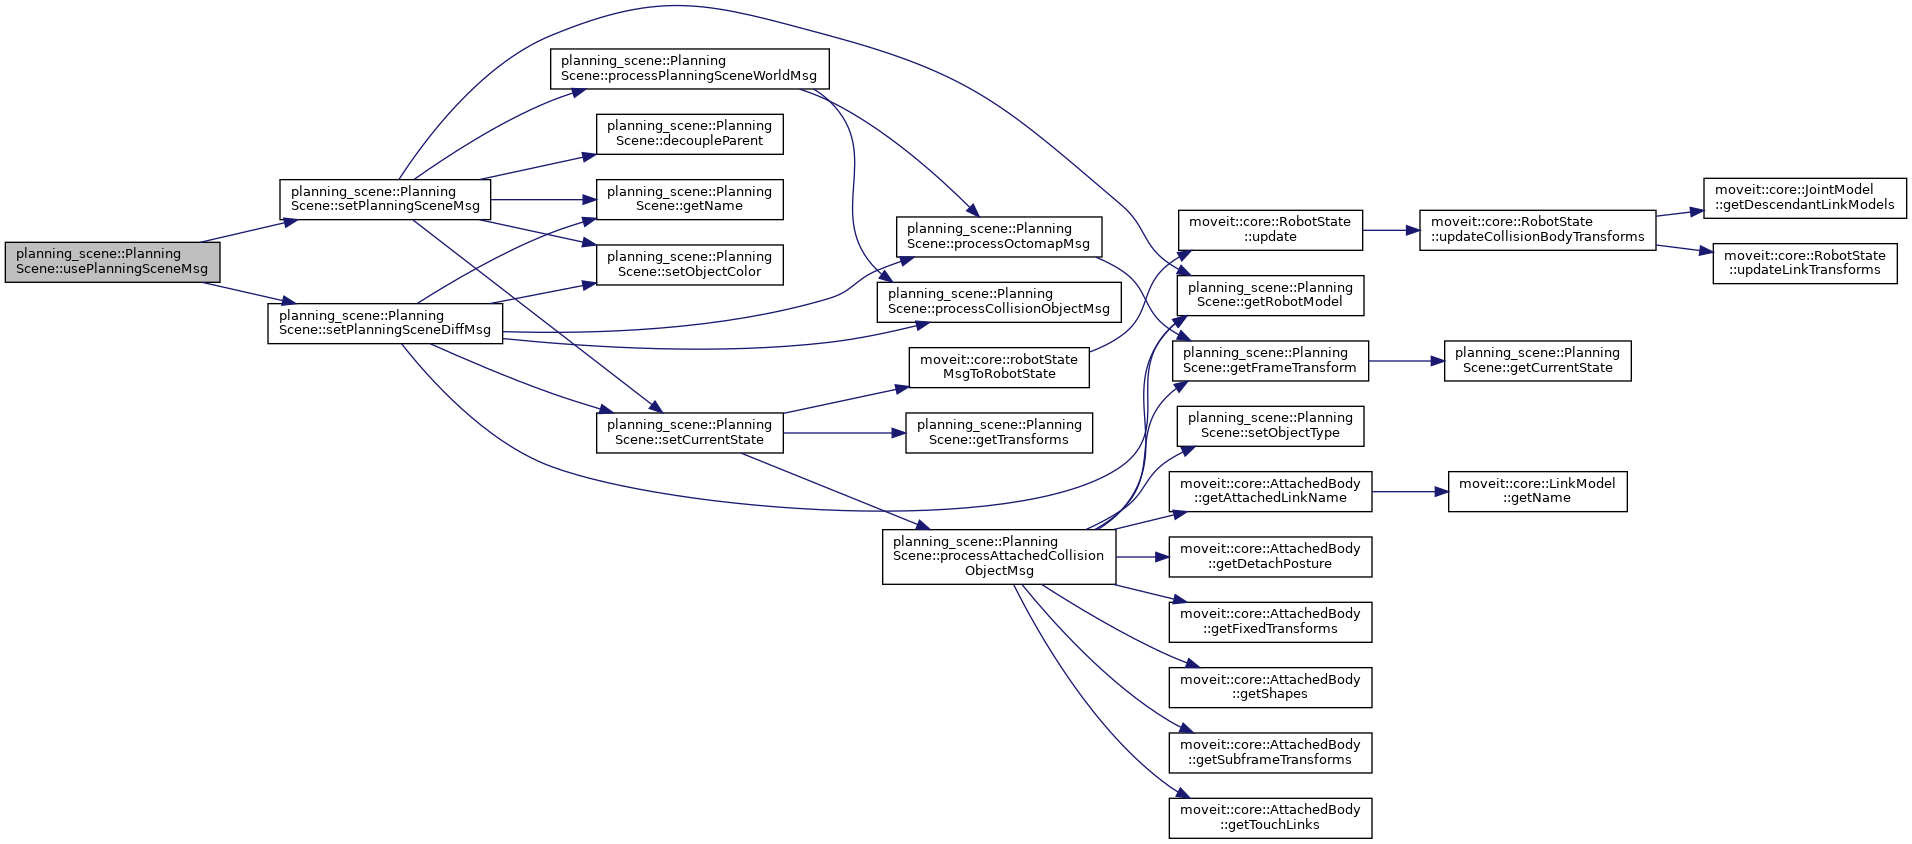 planning_scene::Planning
Scene::usePlanningSceneMsg
planning_scene::Planning
Scene::setPlanningSceneMsg
planning_scene::Planning
Scene::setPlanningSceneDiffMsg
planning_scene::Planning
Scene::processPlanningSceneWorldMsg
planning_scene::Planning
Scene::decoupleParent
planning_scene::Planning
Scene::getName
planning_scene::Planning
Scene::setObjectColor
planning_scene::Planning
Scene::setCurrentState
planning_scene::Planning
Scene::processOctomapMsg
planning_scene::Planning
Scene::processCollisionObjectMsg
moveit::core::robotState
MsgToRobotState
planning_scene::Planning
Scene::getTransforms
planning_scene::Planning
Scene::processAttachedCollision
ObjectMsg
moveit::core::RobotState
::update
planning_scene::Planning
Scene::getRobotModel
planning_scene::Planning
Scene::getFrameTransform
planning_scene::Planning
Scene::setObjectType
moveit::core::AttachedBody
::getAttachedLinkName
moveit::core::AttachedBody
::getDetachPosture
moveit::core::AttachedBody
::getFixedTransforms
moveit::core::AttachedBody
::getShapes
moveit::core::AttachedBody
::getSubframeTransforms
moveit::core::AttachedBody
::getTouchLinks
moveit::core::RobotState
::updateCollisionBodyTransforms
planning_scene::Planning
Scene::getCurrentState
moveit::core::LinkModel
::getName
moveit::core::JointModel
::getDescendantLinkModels
moveit::core::RobotState
::updateLinkTransforms